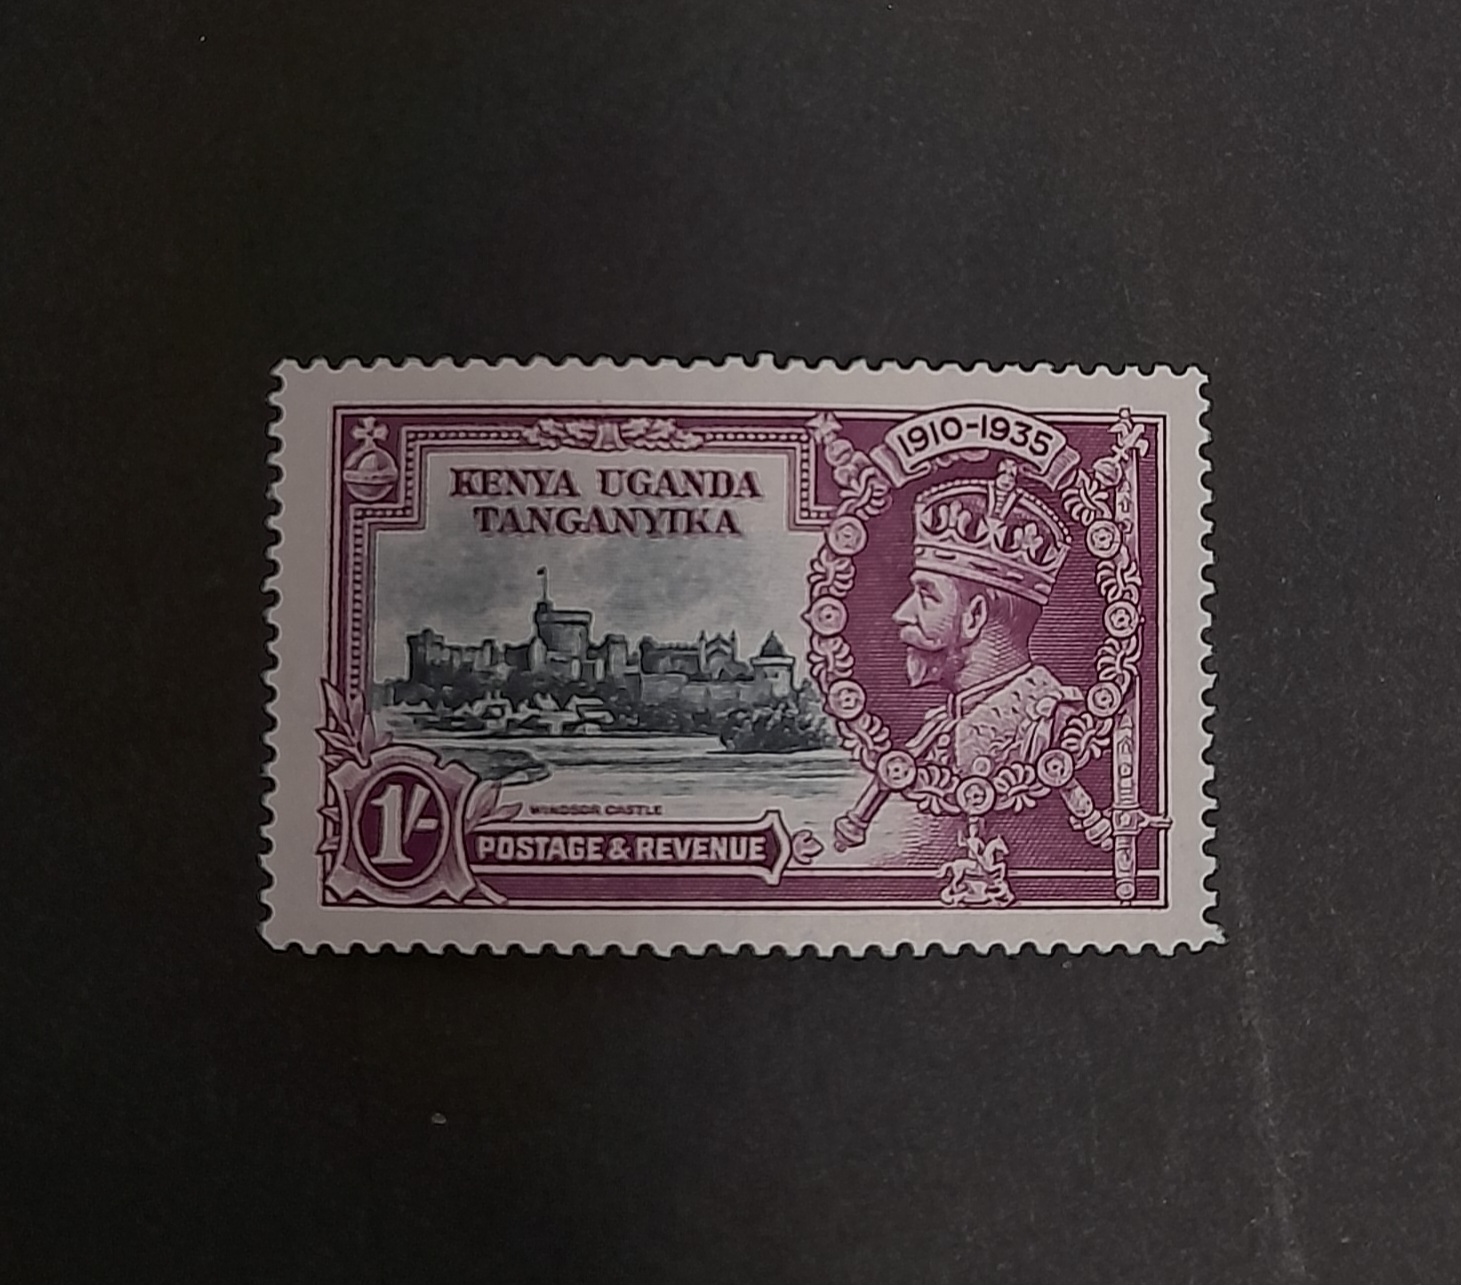 1910-1935
KENYA UGANDA
TANGANYIKA
WINDSOR CASTLE
1/-
POSTAGE & REVENUE